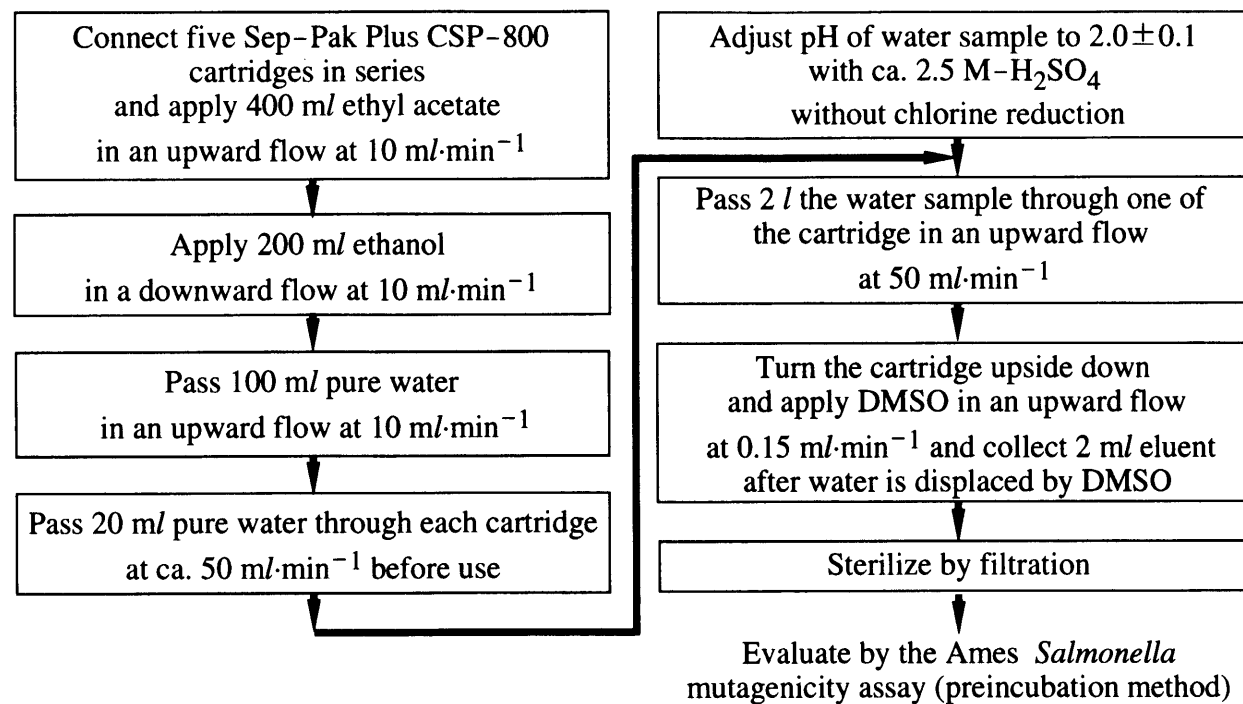 Connect five Sep-Pak Plus CSP-800
cartridges in series
and apply 400 ml ethyl acetate
in an upward flow at 10 ml·min⁻¹
Apply 200 ml ethanol
in a downward flow at 10 ml·min⁻¹
Pass 100 ml pure water
in an upward flow at 10 ml·min⁻¹
Pass 20 ml pure water through each cartridge
at ca. 50 ml·min⁻¹ before use
Adjust pH of water sample to 2.0±0.1
with ca. 2.5 M-H₂SO₄
without chlorine reduction
Pass 2 l the water sample through one of
the cartridge in an upward flow
at 50 ml·min⁻¹
Turn the cartridge upside down
and apply DMSO in an upward flow
at 0.15 ml·min⁻¹ and collect 2 ml eluent
after water is displaced by DMSO
Sterilize by filtration
Evaluate by the Ames Salmonella
mutagenicity assay (preincubation method)